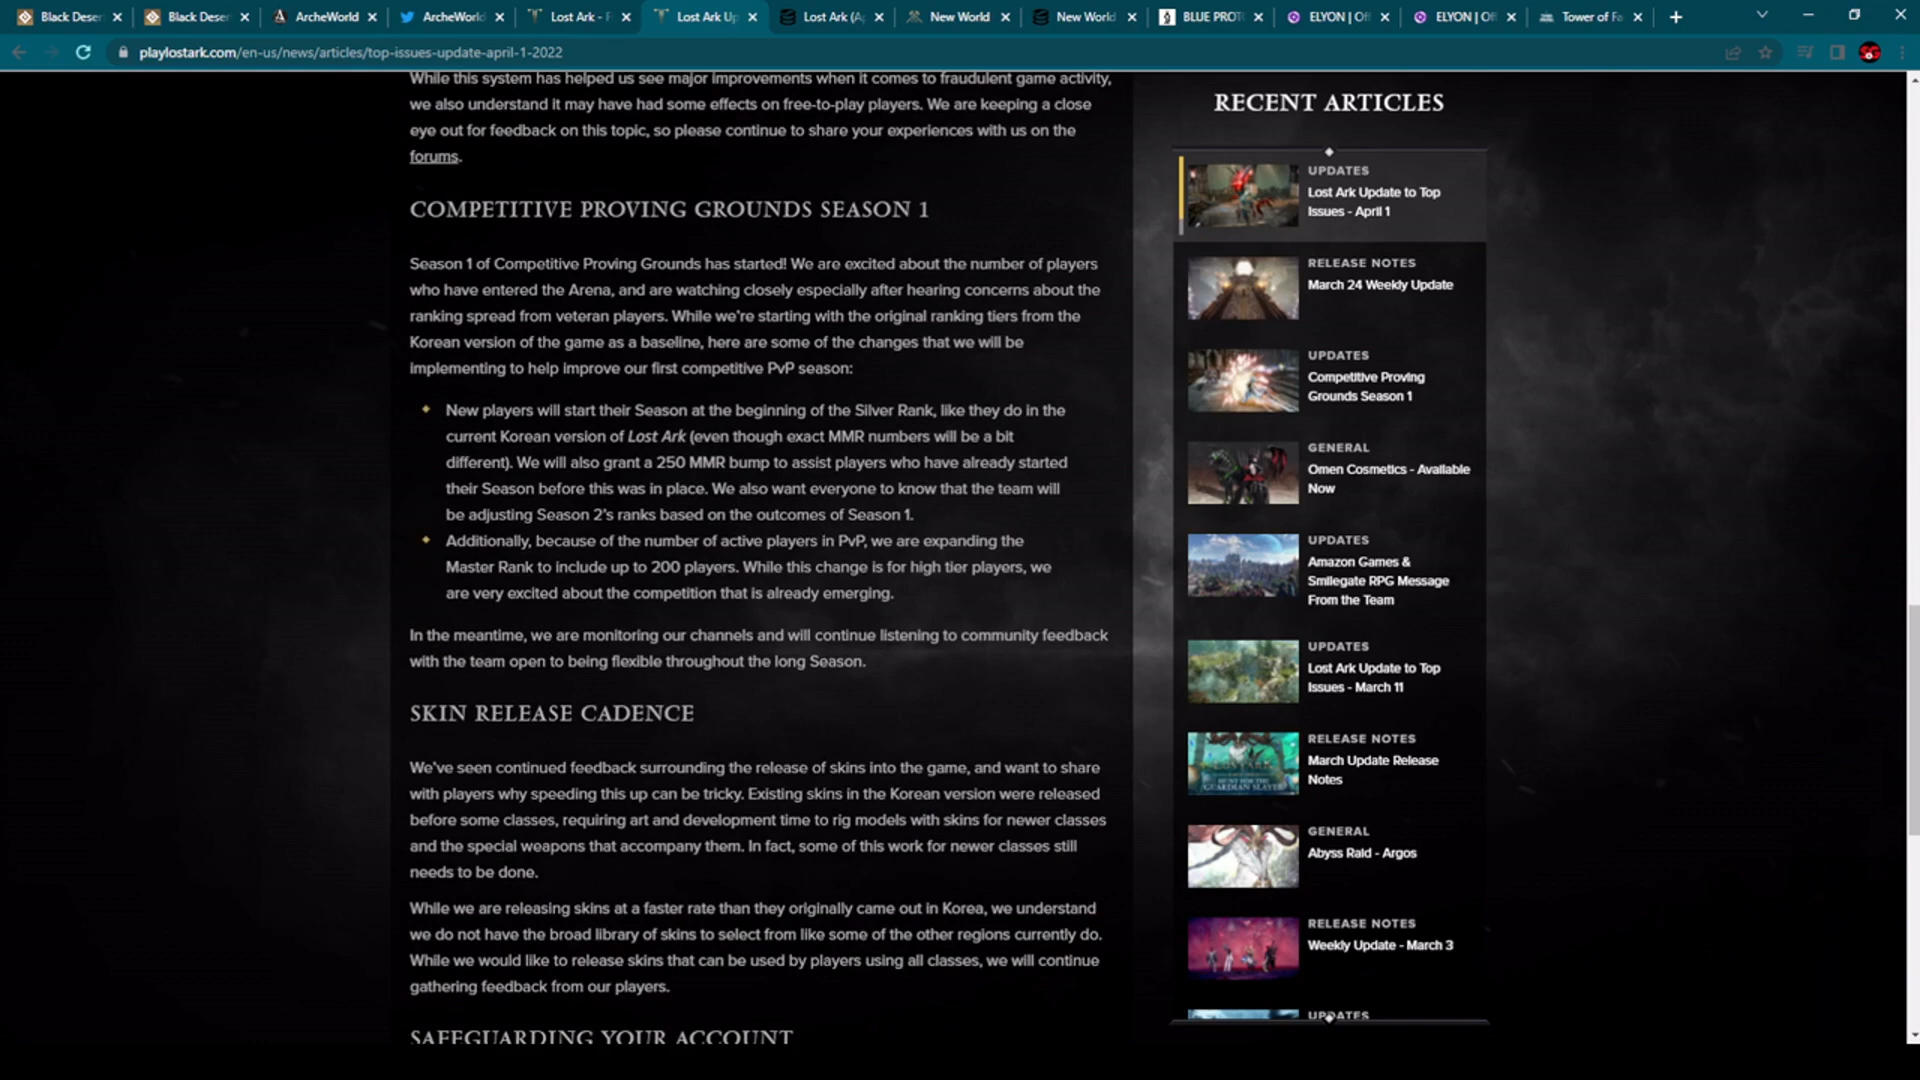 Black Deser
Black Deser
ArcheWorld
ArcheWorld
Lost Ark - F
Lost Ark Up
Lost Ark (A
New World
New World
BLUE PROT
ELYON | Of
ELYON | Of
Tower of Fa
playlostark.com/en-us/news/articles/top-issues-update-april-1-2022
While this system has helped us see major improvements when it comes to fraudulent game activity,
we also understand it may have had some effects on free-to-play players. We are keeping a close
eye out for feedback on this topic, so please continue to share your experiences with us on the
forums.
COMPETITIVE PROVING GROUNDS SEASON 1
Season 1 of Competitive Proving Grounds has started! We are excited about the number of players
who have entered the Arena, and are watching closely especially after hearing concerns about the
ranking spread from veteran players. While we're starting with the original ranking tiers from the
Korean version of the game as a baseline, here are some of the changes that we will be
implementing to help improve our first competitive PvP season:
New players will start their Season at the beginning of the Silver Rank, like they do in the
current Korean version of Lost Ark (even though exact MMR numbers will be a bit
different). We will also grant a 250 MMR bump to assist players who have already started
their Season before this was in place. We also want everyone to know that the team will
be adjusting Season 2's ranks based on the outcomes of Season 1.
Additionally, because of the number of active players in PvP, we are expanding the
Master Rank to include up to 200 players. While this change is for high tier players, we
are very excited about the competition that is already emerging.
In the meantime, we are monitoring our channels and will continue listening to community feedback
with the team open to being flexible throughout the long Season.
SKIN RELEASE CADENCE
We've seen continued feedback surrounding the release of skins into the game, and want to share
with players why speeding this up can be tricky. Existing skins in the Korean version were released
before some classes, requiring art and development time to rig models with skins for newer classes
and the special weapons that accompany them. In fact, some of this work for newer classes still
needs to be done.
While we are releasing skins at a faster rate than they originally came out in Korea, we understand
we do not have the broad library of skins to select from like some of the other regions currently do.
While we would like to release skins that can be used by players using all classes, we will continue
gathering feedback from our players.
SAFEGUARDING YOUR ACCOUNT
RECENT ARTICLES
UPDATES
Lost Ark Update to Top
Issues - April 1
RELEASE NOTES
March 24 Weekly Update
UPDATES
Competitive Proving
Grounds Season 1
GENERAL
Omen Cosmetics - Available
Now
UPDATES
Amazon Games &
Smilegate RPG Message
From the Team
UPDATES
Lost Ark Update to Top
Issues - March 11
RELEASE NOTES
March Update Release
Notes
HUNT FOR THE
GUARDIAN SLAYER
GENERAL
Abyss Raid - Argos
RELEASE NOTES
Weekly Update - March 3
UPDATES